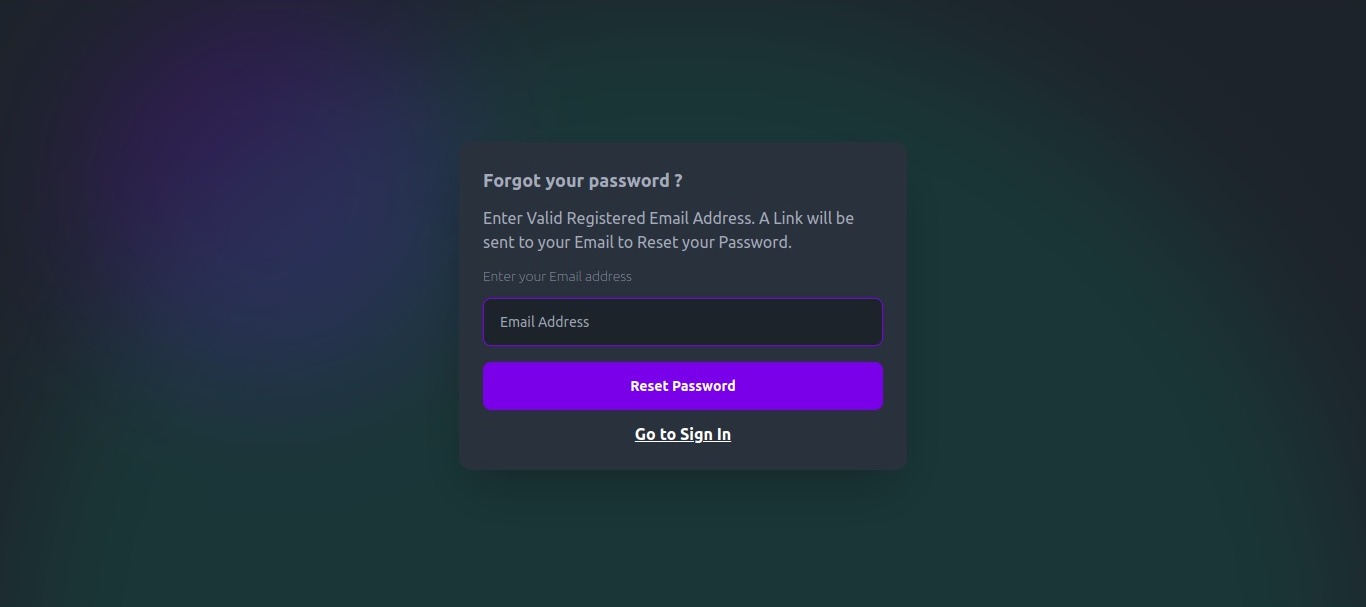 Forgot your password ?
Enter Valid Registered Email Address. A Link will be
sent to your Email to Reset your Password.
Enter your Email address
Email Address
Reset Password
Go to Sign In